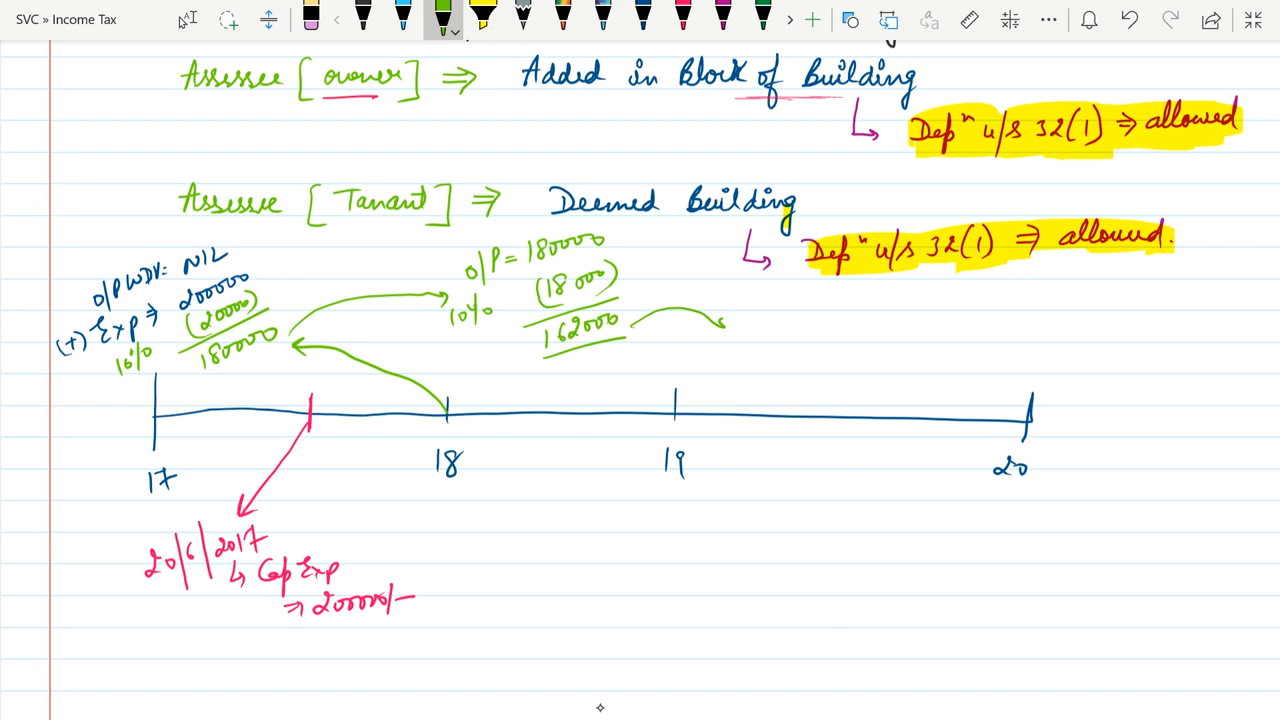 SVC » Income Tax
Assessee [owner] ⇒ Added in Block of Building
↳ Depⁿ u/s 32(1) ⇒ allowed
Assessee [Tanant] ⇒ Deemed Building
↳ Depⁿ u/s 32(1) ⇒ allowed.
O/P WDV = NIL
(+) Exp ⇒ 200000
10% (20000)
180000
O/P = 180000
10% (18000)
162000
17 18 19 20
20/6/2017
↳ Cap Exp
⇒ 200000/-